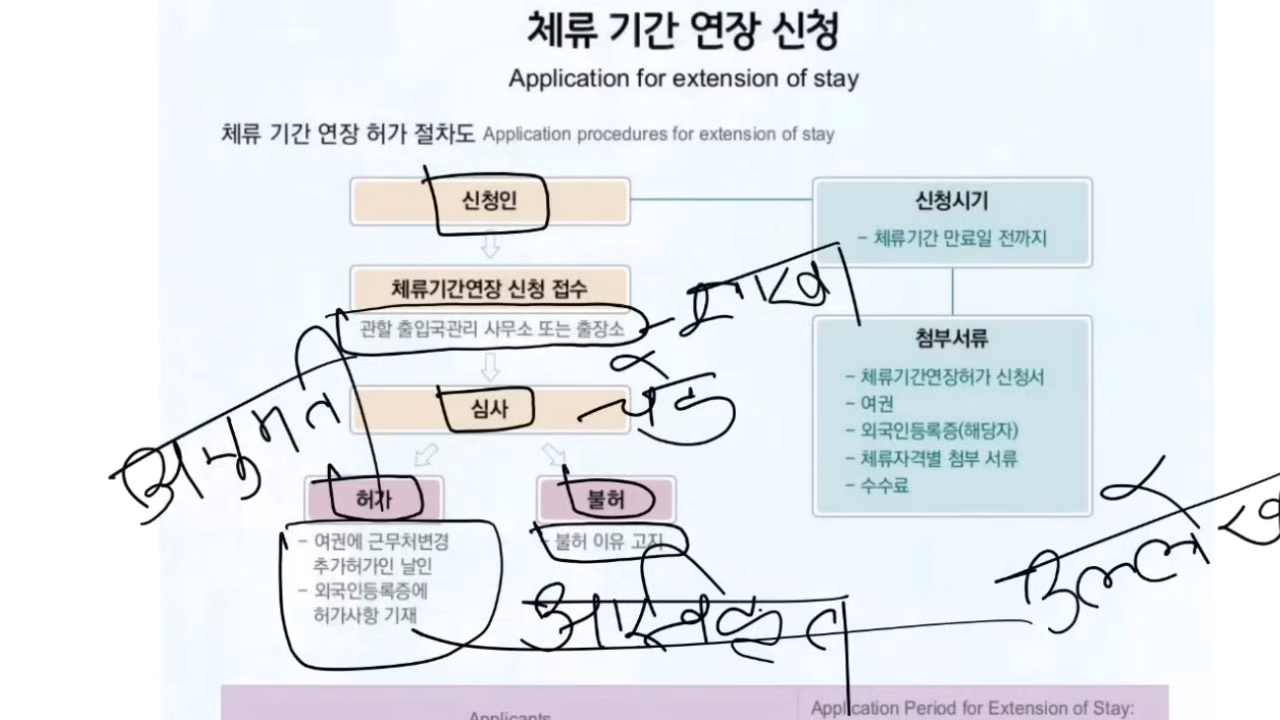 체류 기간 연장 신청
Application for extension of stay
체류 기간 연장 허가 절차도 Application procedures for extension of stay
신청인
신청시기
- 체류기간 만료일 전까지
체류기간연장 신청 접수
관할 출입국관리 사무소 또는 출장소
첨부서류
- 체류기간연장허가 신청서
- 여권
- 외국인등록증(해당자)
- 체류자격별 첨부 서류
- 수수료
심사
अनुमति
허가
불허
- 여권에 근무처변경
추가허가인 날인
- 외국인등록증에
허가사항 기재
- 불허 이유 고지
Applicants
Application Period for Extension of Stay: